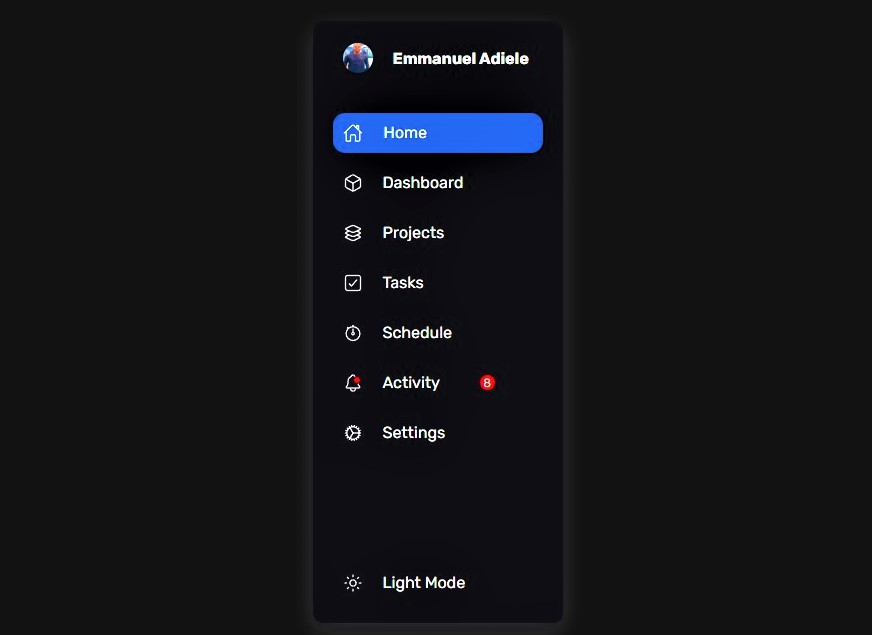 Emmanuel Adiele
Home
Dashboard
Projects
Tasks
Schedule
Activity 8
Settings
Light Mode